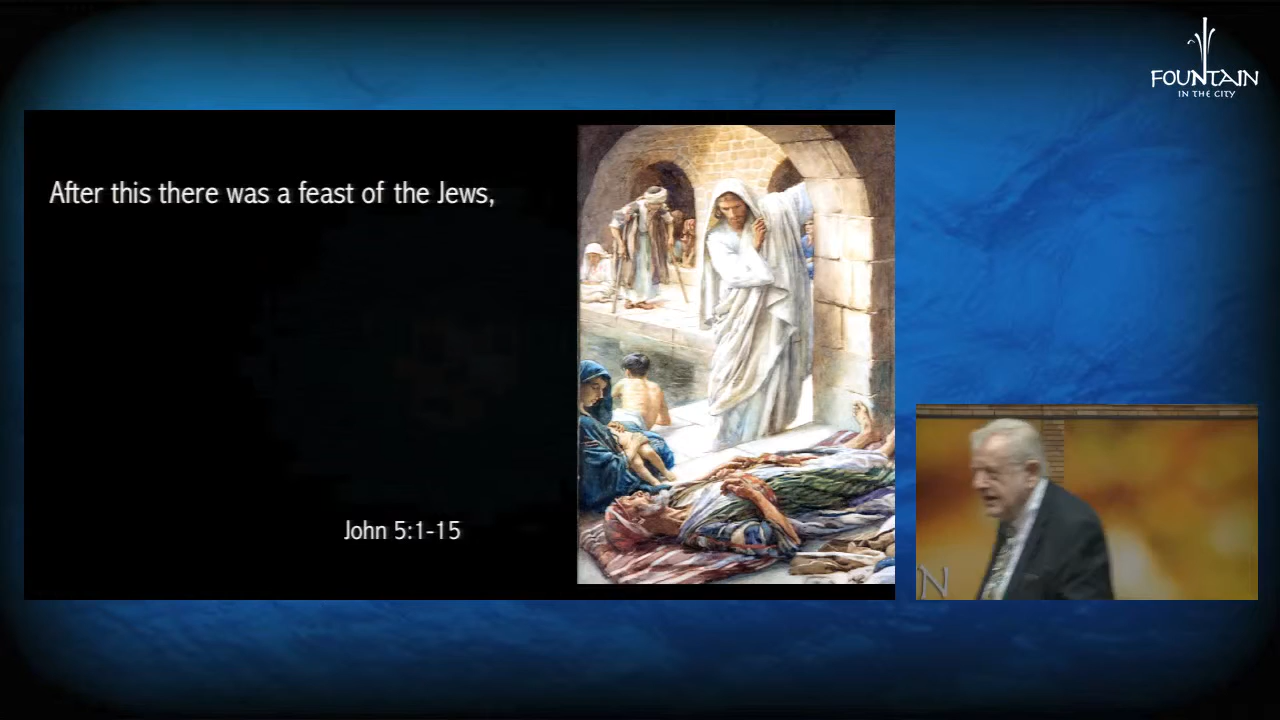 FOUNTAIN
IN THE CITY
After this there was a feast of the Jews,
John 5:1-15
N